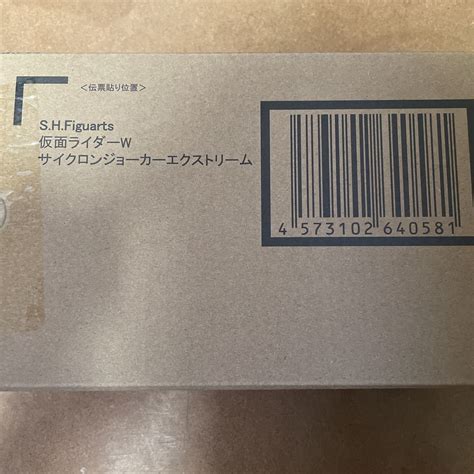 ＜伝票貼り位置＞
S.H.Figuarts
仮面ライダーW
サイクロンジョーカーエクストリーム
4 573102 640581